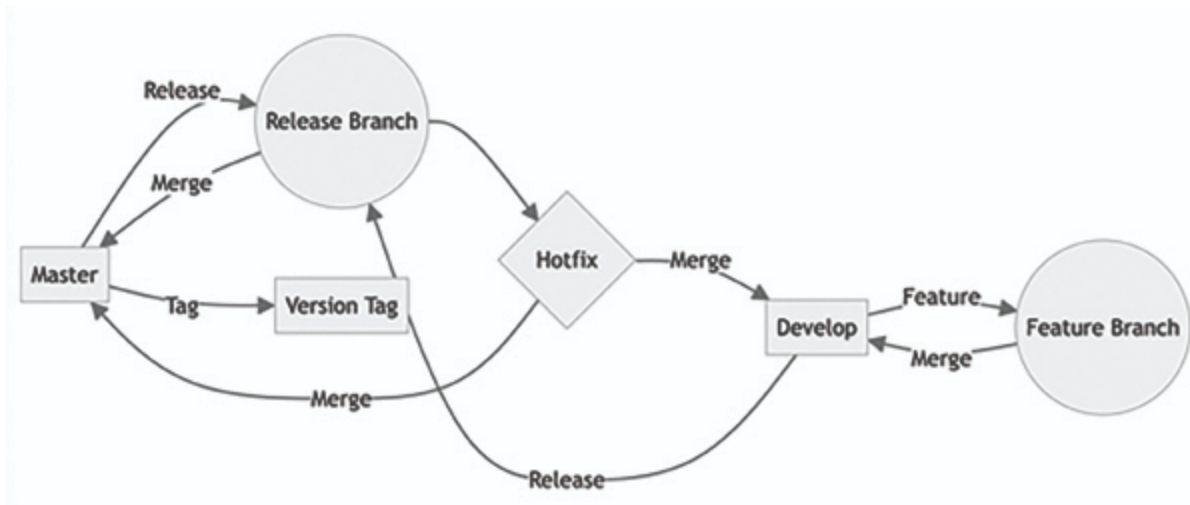 Release
Release Branch
Merge
Master
Tag
Version Tag
Hotfix
Merge
Develop
Feature
Feature Branch
Merge
Merge
Release